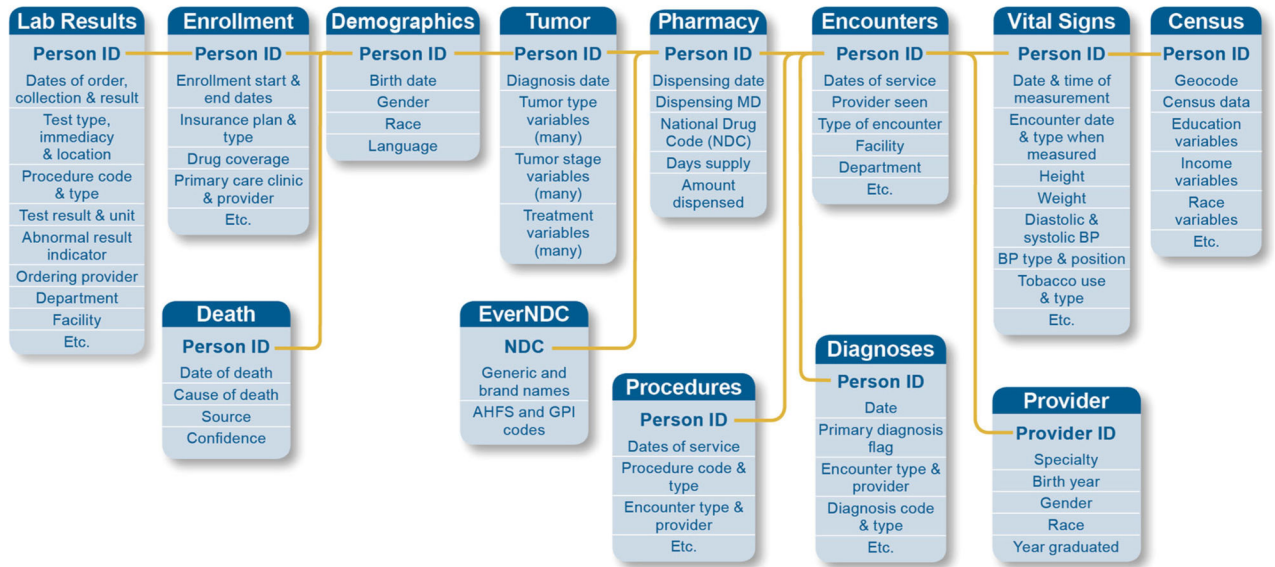 Lab Results
Person ID
Dates of order,
collection & result
Test type,
immediacy
& location
Procedure code
& type
Test result & unit
Abnormal result
indicator
Ordering provider
Department
Facility
Etc.
Enrollment
Person ID
Enrollment start &
end dates
Insurance plan &
type
Drug coverage
Primary care clinic
& provider
Etc.
Demographics
Person ID
Birth date
Gender
Race
Language
Tumor
Person ID
Diagnosis date
Tumor type
variables
(many)
Tumor stage
variables
(many)
Treatment
variables
(many)
Pharmacy
Person ID
Dispensing date
Dispensing MD
National Drug
Code (NDC)
Days supply
Amount
dispensed
Encounters
Person ID
Dates of service
Provider seen
Type of encounter
Facility
Department
Etc.
Vital Signs
Person ID
Date & time of
measurement
Encounter date
& type when
measured
Height
Weight
Diastolic &
systolic BP
BP type & position
Tobacco use
& type
Etc.
Census
Person ID
Geocode
Census data
Education
variables
Income
variables
Race
variables
Etc.
Death
Person ID
Date of death
Cause of death
Source
Confidence
EverNDC
NDC
Generic and
brand names
AHFS and GPI
codes
Procedures
Person ID
Dates of service
Procedure code &
type
Encounter type &
provider
Etc.
Diagnoses
Person ID
Date
Primary diagnosis
flag
Encounter type &
provider
Diagnosis code
& type
Etc.
Provider
Provider ID
Specialty
Birth year
Gender
Race
Year graduated